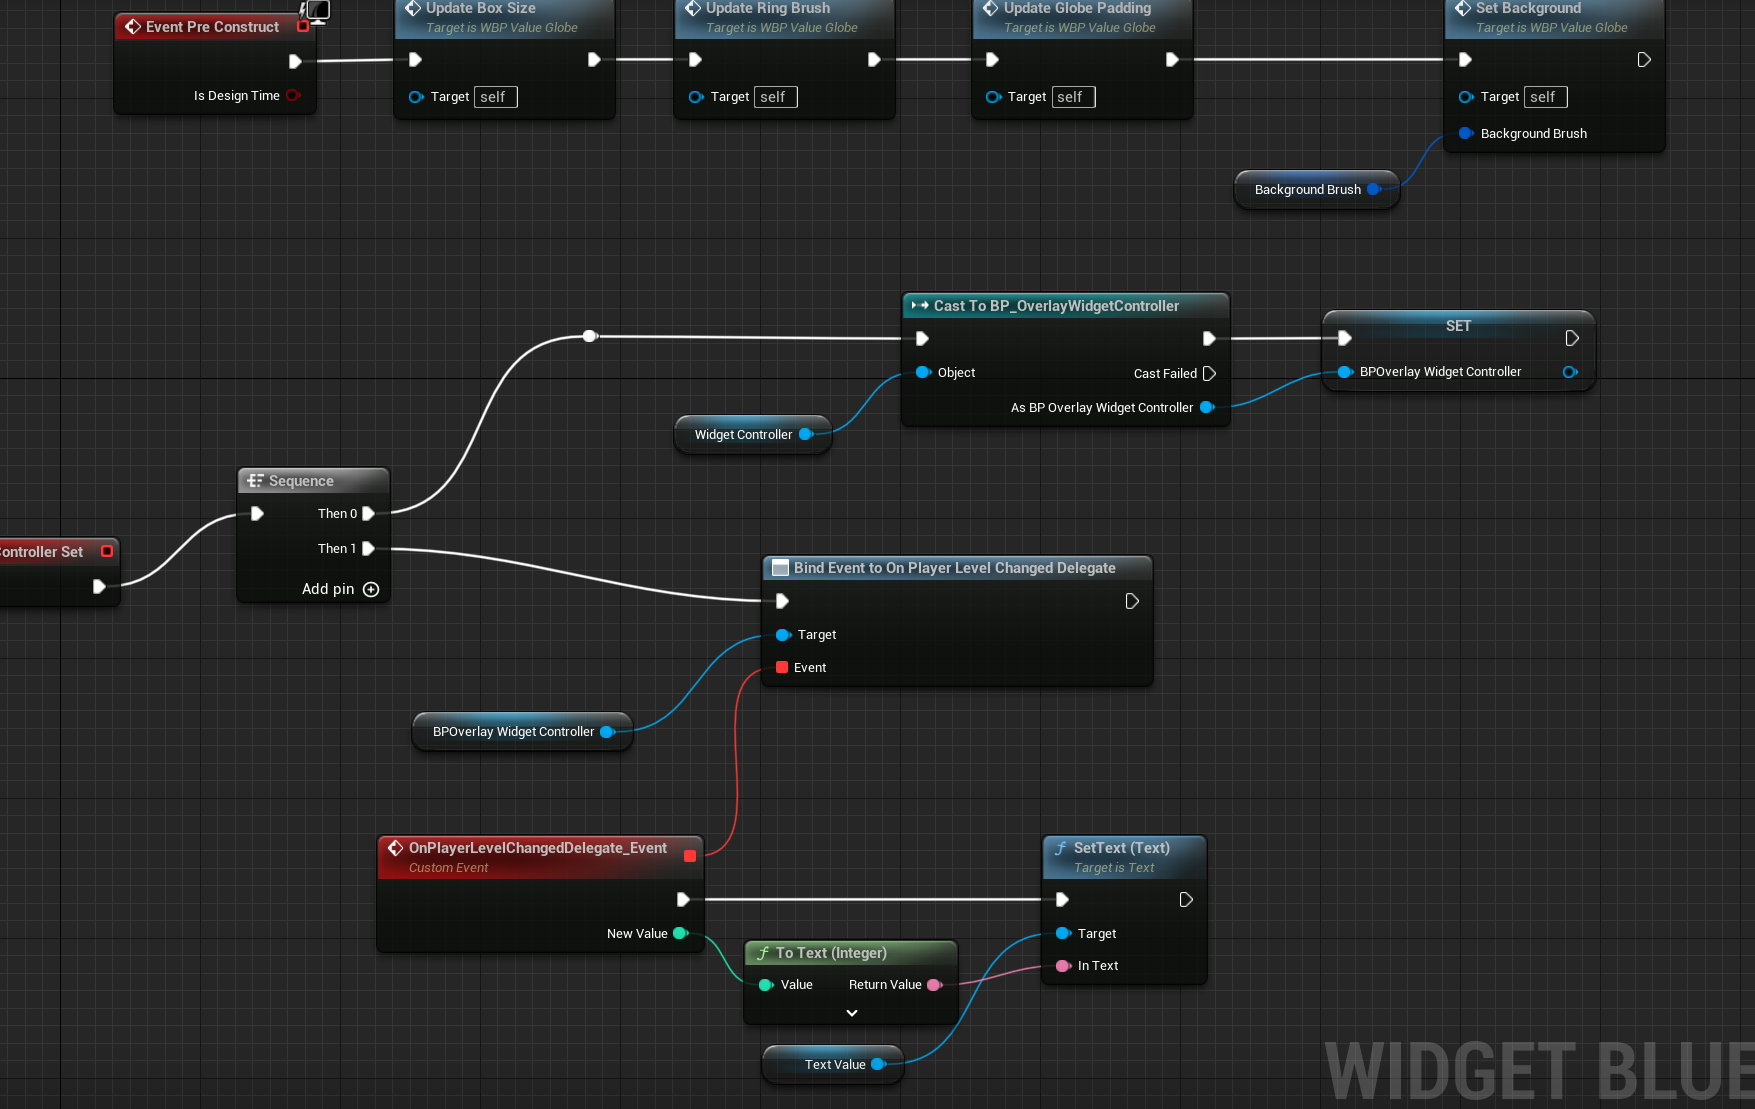 Event Pre Construct
Is Design Time
Update Box Size
Target is WBP Value Globe
Target self
Update Ring Brush
Target is WBP Value Globe
Target self
Update Globe Padding
Target is WBP Value Globe
Target self
Set Background
Target is WBP Value Globe
Target self
Background Brush
Background Brush
Cast To BP_OverlayWidgetController
Object
Cast Failed
As BP Overlay Widget Controller
SET
BPOverlay Widget Controller
Widget Controller
Sequence
Then 0
Then 1
Add pin
ontroller Set
Bind Event to On Player Level Changed Delegate
Target
Event
BPOverlay Widget Controller
OnPlayerLevelChangedDelegate_Event
Custom Event
New Value
SetText (Text)
Target is Text
Target
In Text
To Text (Integer)
Value Return Value
Text Value
WIDGET BLUE